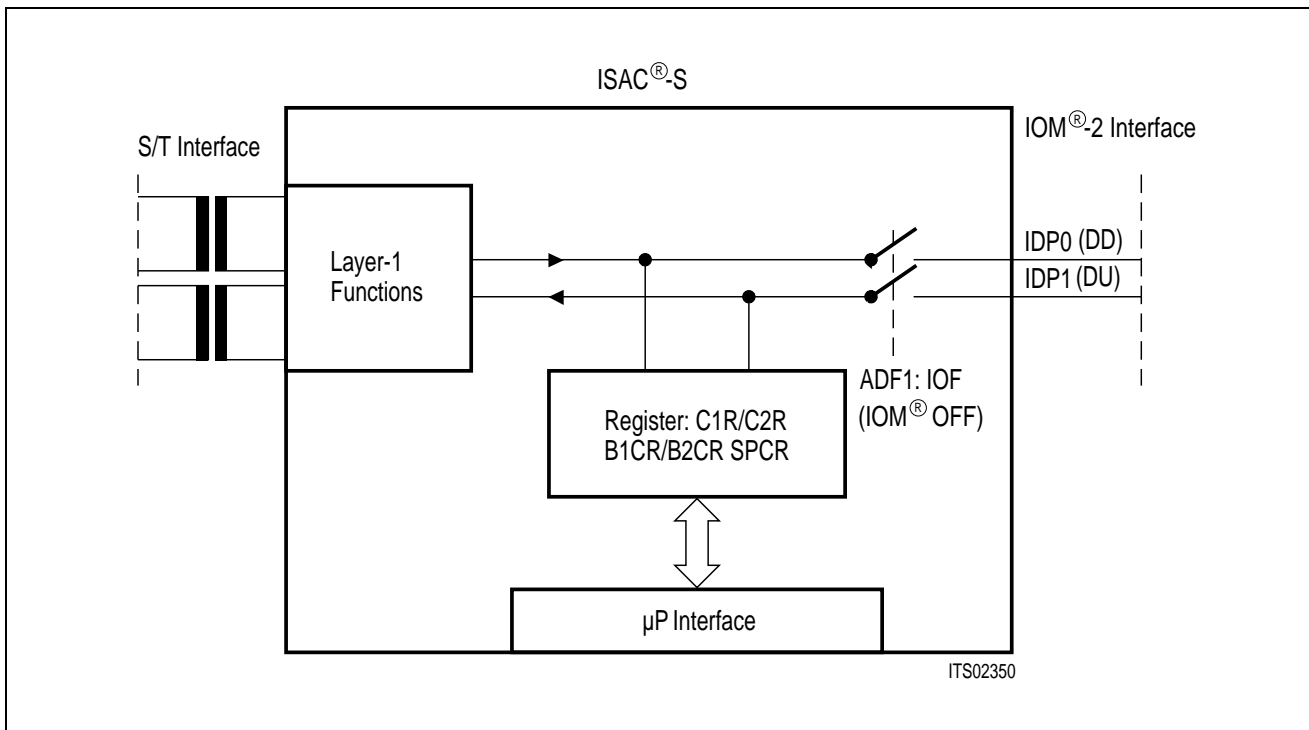 ISAC®-S
S/T Interface
IOM®-2 Interface
Layer-1
Functions
IDP0 (DD)
IDP1 (DU)
ADF1: IOF
(IOM® OFF)
Register: C1R/C2R
B1CR/B2CR SPCR
µP Interface
ITS02350